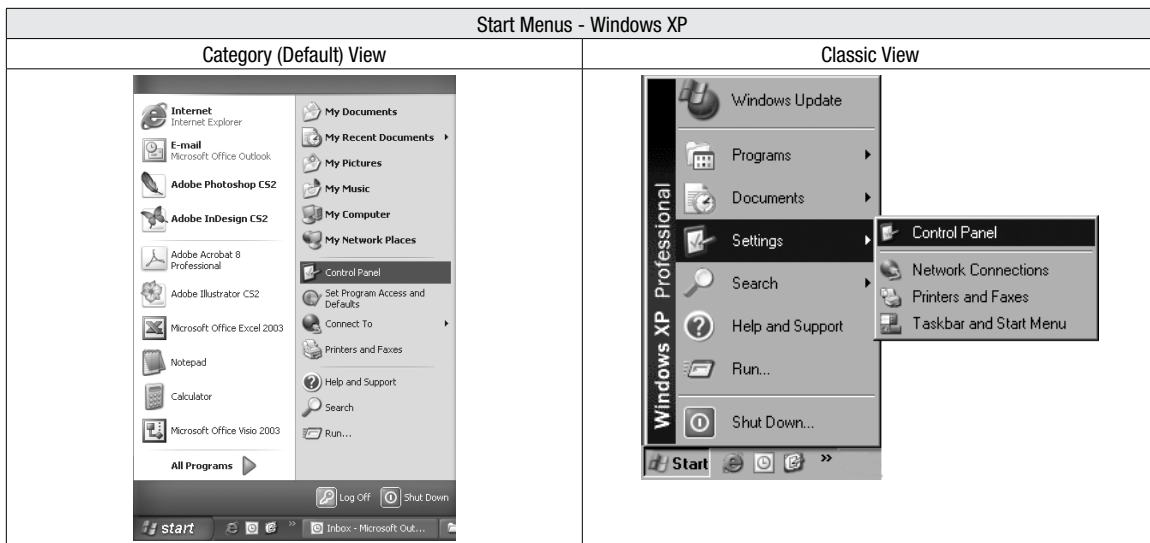 Start Menus - Windows XP
Category (Default) View
Classic View
Internet
Internet Explorer
E-mail
Microsoft Office Outlook
Adobe Photoshop CS2
Adobe InDesign CS2
Adobe Acrobat 8
Professional
Adobe Illustrator CS2
Microsoft Office Excel 2003
Notepad
Calculator
Microsoft Office Visio 2003
All Programs
My Documents
My Recent Documents
My Pictures
My Music
My Computer
My Network Places
Control Panel
Set Program Access and
Defaults
Connect To
Printers and Faxes
Help and Support
Search
Run...
Log Off
Shut Down
start
»
Inbox - Microsoft Out...
Windows XP Professional
Windows Update
Programs
Documents
Settings
Search
Help and Support
Run...
Shut Down...
Control Panel
Network Connections
Printers and Faxes
Taskbar and Start Menu
Start
»